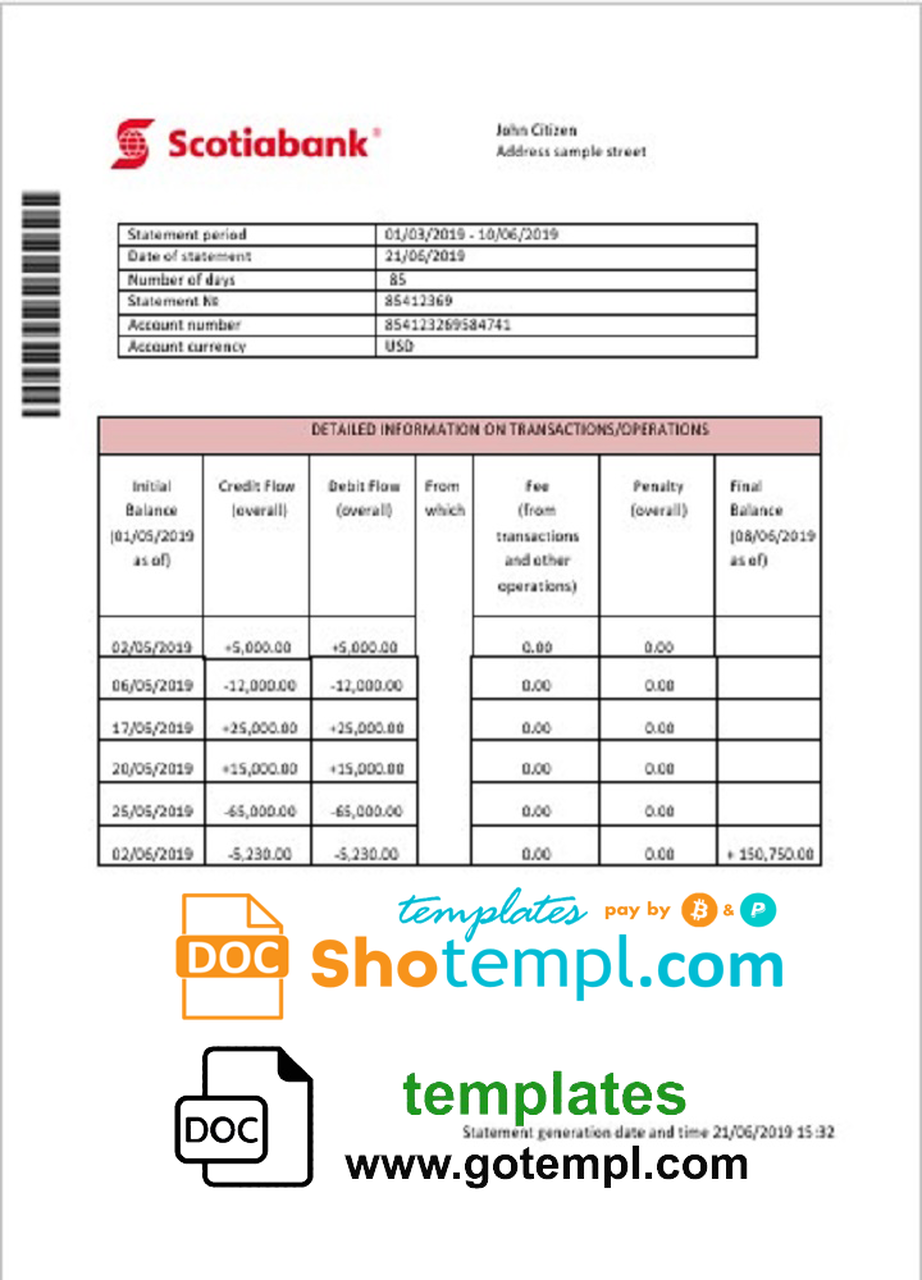 Scotiabank
John Citizen
Address sample street
Statement period 01/03/2019 - 10/06/2019
Date of statement 21/06/2019
Number of days 85
Statement № 85412369
Account number 854123269584741
Account currency USD
DETAILED INFORMATION ON TRANSACTIONS/OPERATIONS
Initial Credit Flow Debit Flow From Fee Penalty Final
Balance (overall) (overall) which (from (overall) Balance
(01/05/2019 transactions (08/06/2019
as of) and other as of)
operations)
02/05/2019 +5,000.00 +5,000.00 0.00 0.00
06/05/2019 -12,000.00 -12,000.00 0.00 0.00
17/05/2019 +25,000.00 +25,000.00 0.00 0.00
20/05/2019 +15,000.00 +15,000.00 0.00 0.00
25/05/2019 -65,000.00 -65,000.00 0.00 0.00
02/06/2019 -5,230.00 -5,230.00 0.00 0.00 + 150,750.00
templates pay by ₿ & P
DOC Shotempl.com
templates
DOC
Statement generation date and time 21/06/2019 15:32
www.gotempl.com